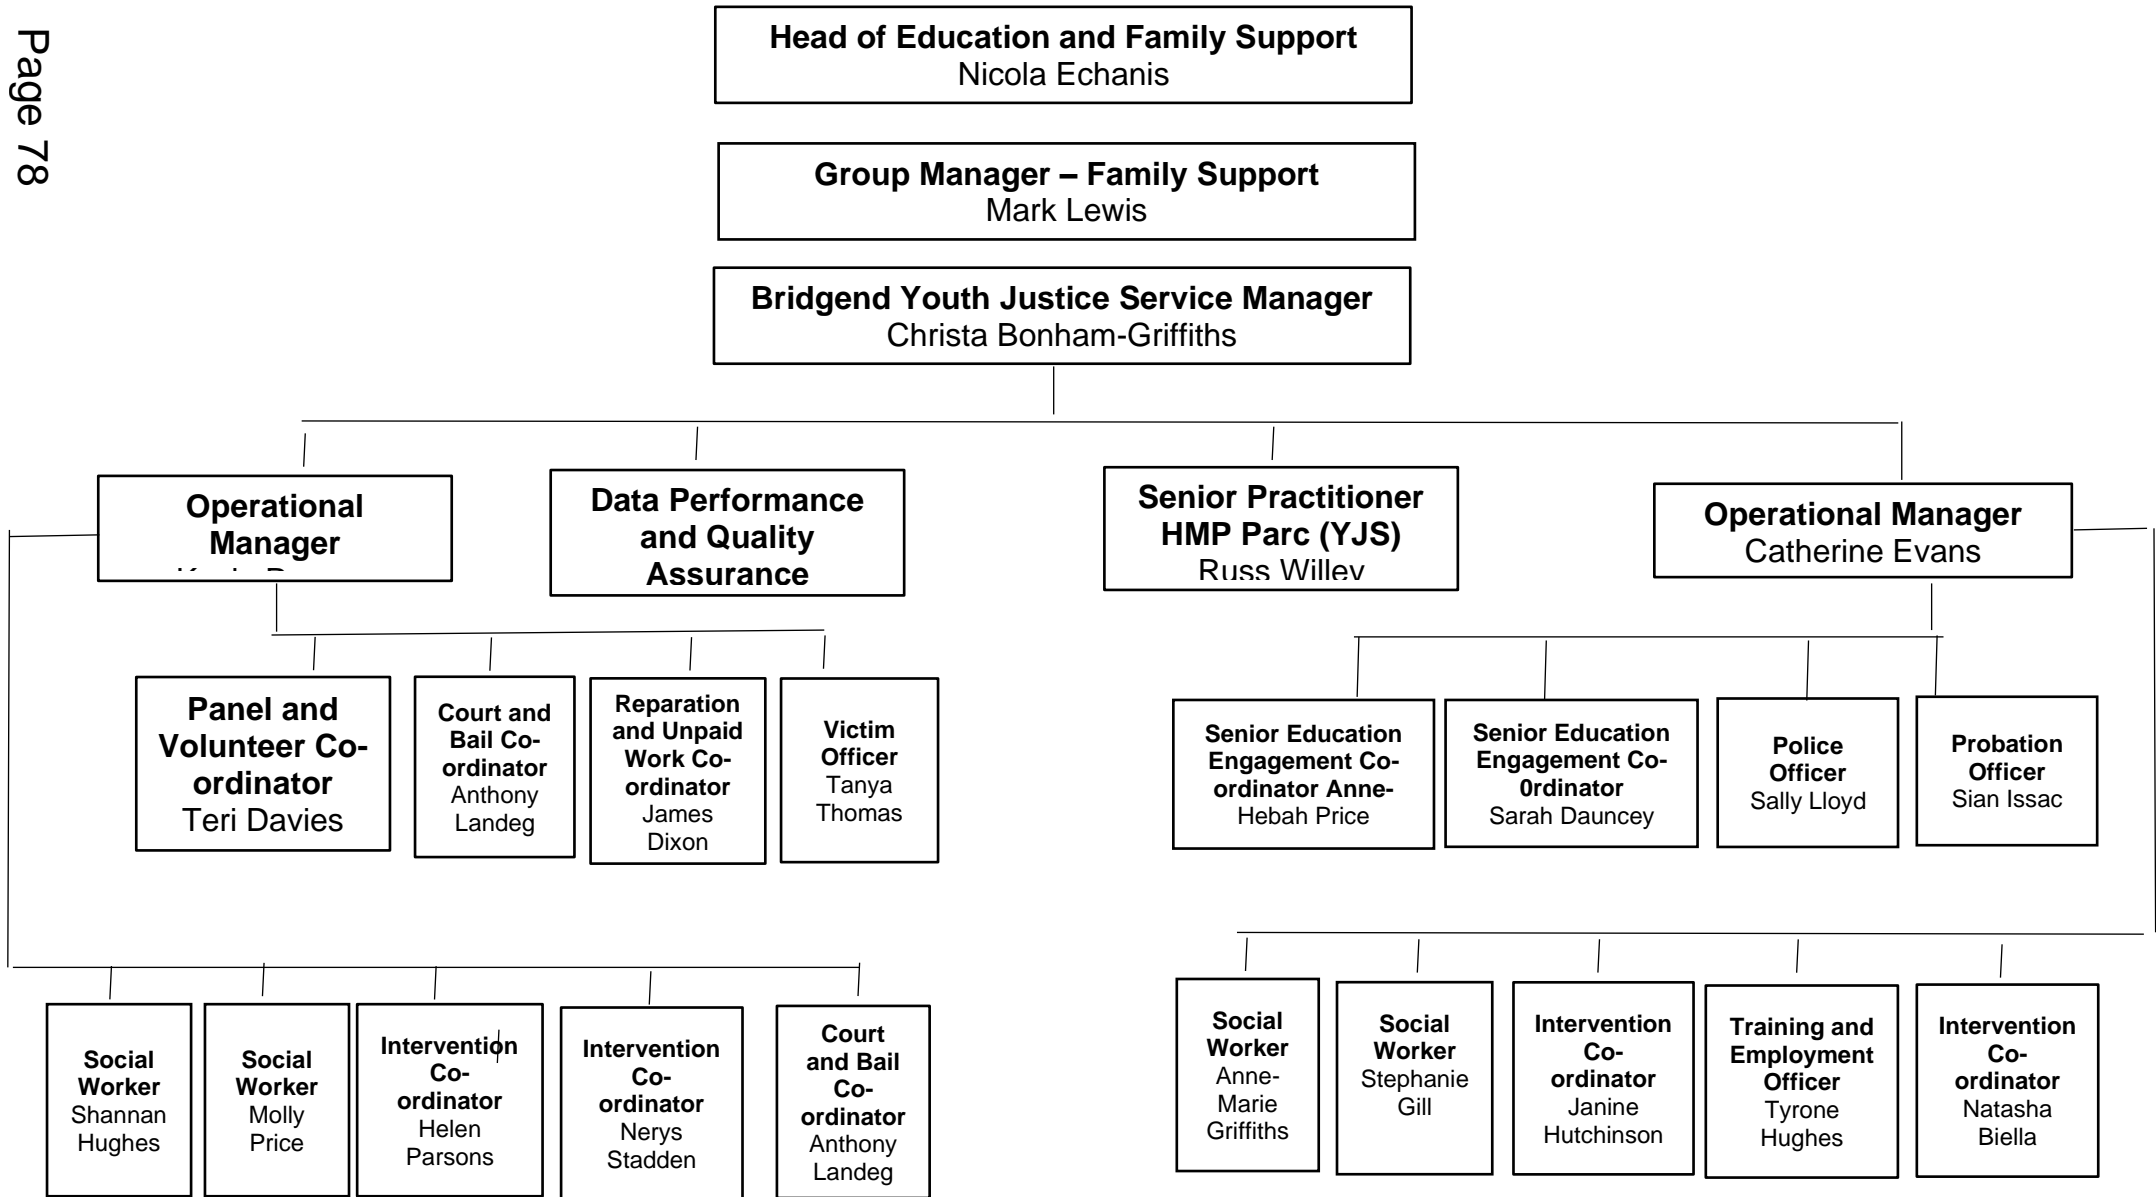 Page 78
Head of Education and Family Support
Nicola Echanis
Group Manager – Family Support
Mark Lewis
Bridgend Youth Justice Service Manager
Christa Bonham-Griffiths
Operational
Manager
Data Performance
and Quality
Assurance
Senior Practitioner
HMP Parc (YJS)
Russ Willey
Operational Manager
Catherine Evans
Panel and
Volunteer Co-
ordinator
Teri Davies
Court and
Bail Co-
ordinator
Anthony
Landeg
Reparation
and Unpaid
Work Co-
ordinator
James
Dixon
Victim
Officer
Tanya
Thomas
Senior Education
Engagement Co-
ordinator Anne-
Hebah Price
Senior Education
Engagement Co-
0rdinator
Sarah Dauncey
Police
Officer
Sally Lloyd
Probation
Officer
Sian Issac
Social
Worker
Shannan
Hughes
Social
Worker
Molly
Price
Intervention
Co-
ordinator
Helen
Parsons
Intervention
Co-
ordinator
Nerys
Stadden
Court
and Bail
Co-
ordinator
Anthony
Landeg
Social
Worker
Anne-
Marie
Griffiths
Social
Worker
Stephanie
Gill
Intervention
Co-
ordinator
Janine
Hutchinson
Training and
Employment
Officer
Tyrone
Hughes
Intervention
Co-
ordinator
Natasha
Biella